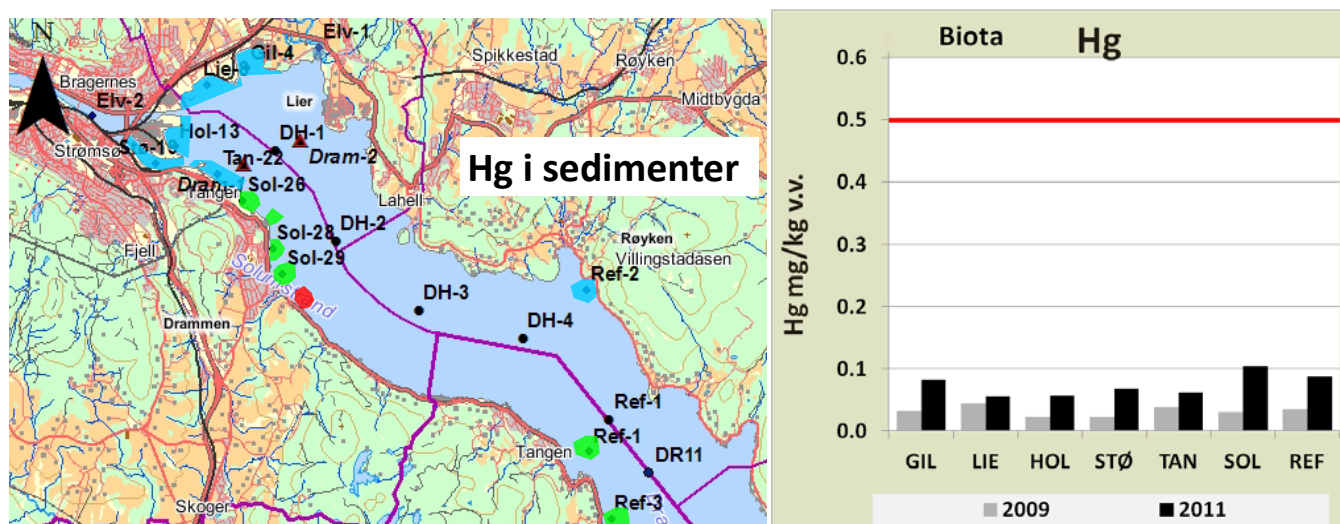 N
Elv-1
Gil-4
Spikkestad
Røyken
Bragernes
Midtbygda
Lier
Elv-2
Hol-13
DH-1
Strømsø
Tan-22
Dram-2
Hg i sedimenter
Sol-26
Tangen
Lahell
DH-2
Sol-28
Røyken
Fjell
Villingstadåsen
Sol-29
Ref-2
DH-3
Drammen
DH-4
Ref-1
Ref-1
Tangen
DR11
Ref-3
Skoger
Biota
Hg
Hg mg/kg v.v.
0.6
0.5
0.4
0.3
0.2
0.1
0.0
GIL LIE HOL STØ TAN SOL REF
2009 2011